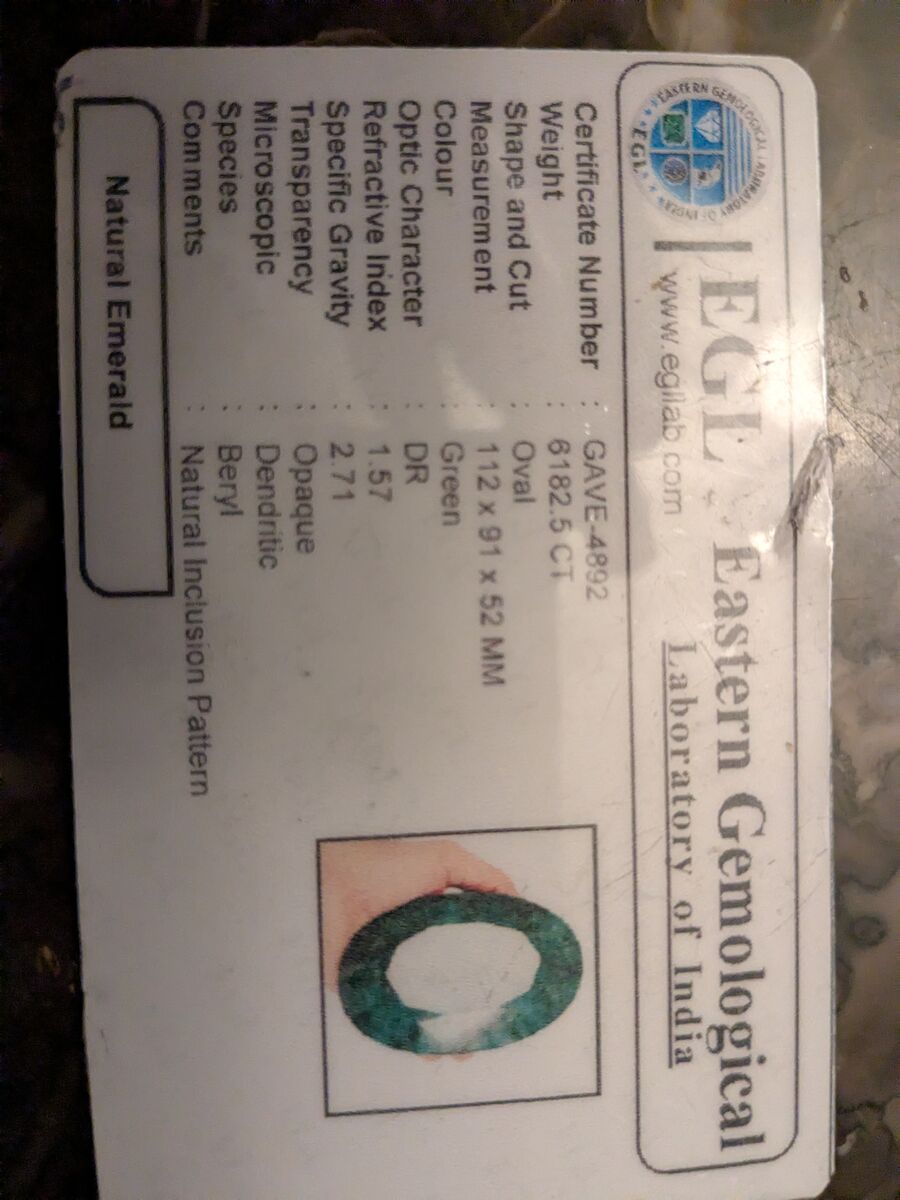 EGL Eastern Gemological
Laboratory of India
www.egilab.com
EASTERN GEMOLOGICAL LABORATORY OF INDIA
EGL
Certificate Number : GAVE-4892
Weight : 6182.5 CT
Shape and Cut : Oval
Measurement : 112 x 91 x 52 MM
Colour : Green
Optic Character : DR
Refractive Index : 1.57
Specific Gravity : 2.71
Transparency : Opaque
Microscopic : Dendritic
Species : Beryl
Comments : Natural Inclusion Pattern
Natural Emerald